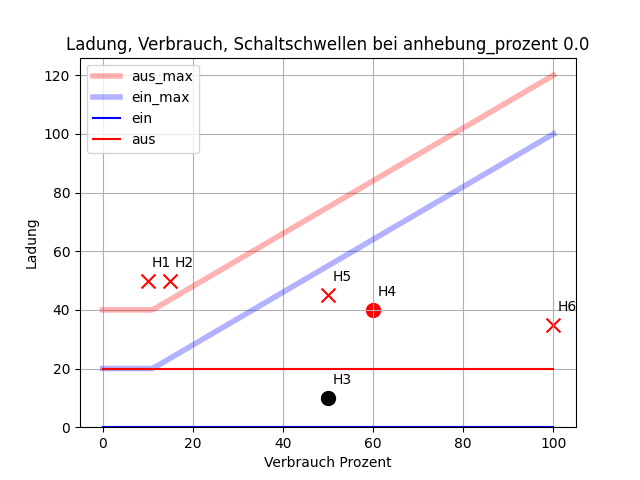 Ladung, Verbrauch, Schaltschwellen bei anhebung_prozent 0.0
aus_max
ein_max
ein
aus
120
100
80
60
40
20
0
Ladung
H1
H2
H5
H4
H6
H3
0
20
40
60
80
100
Verbrauch Prozent